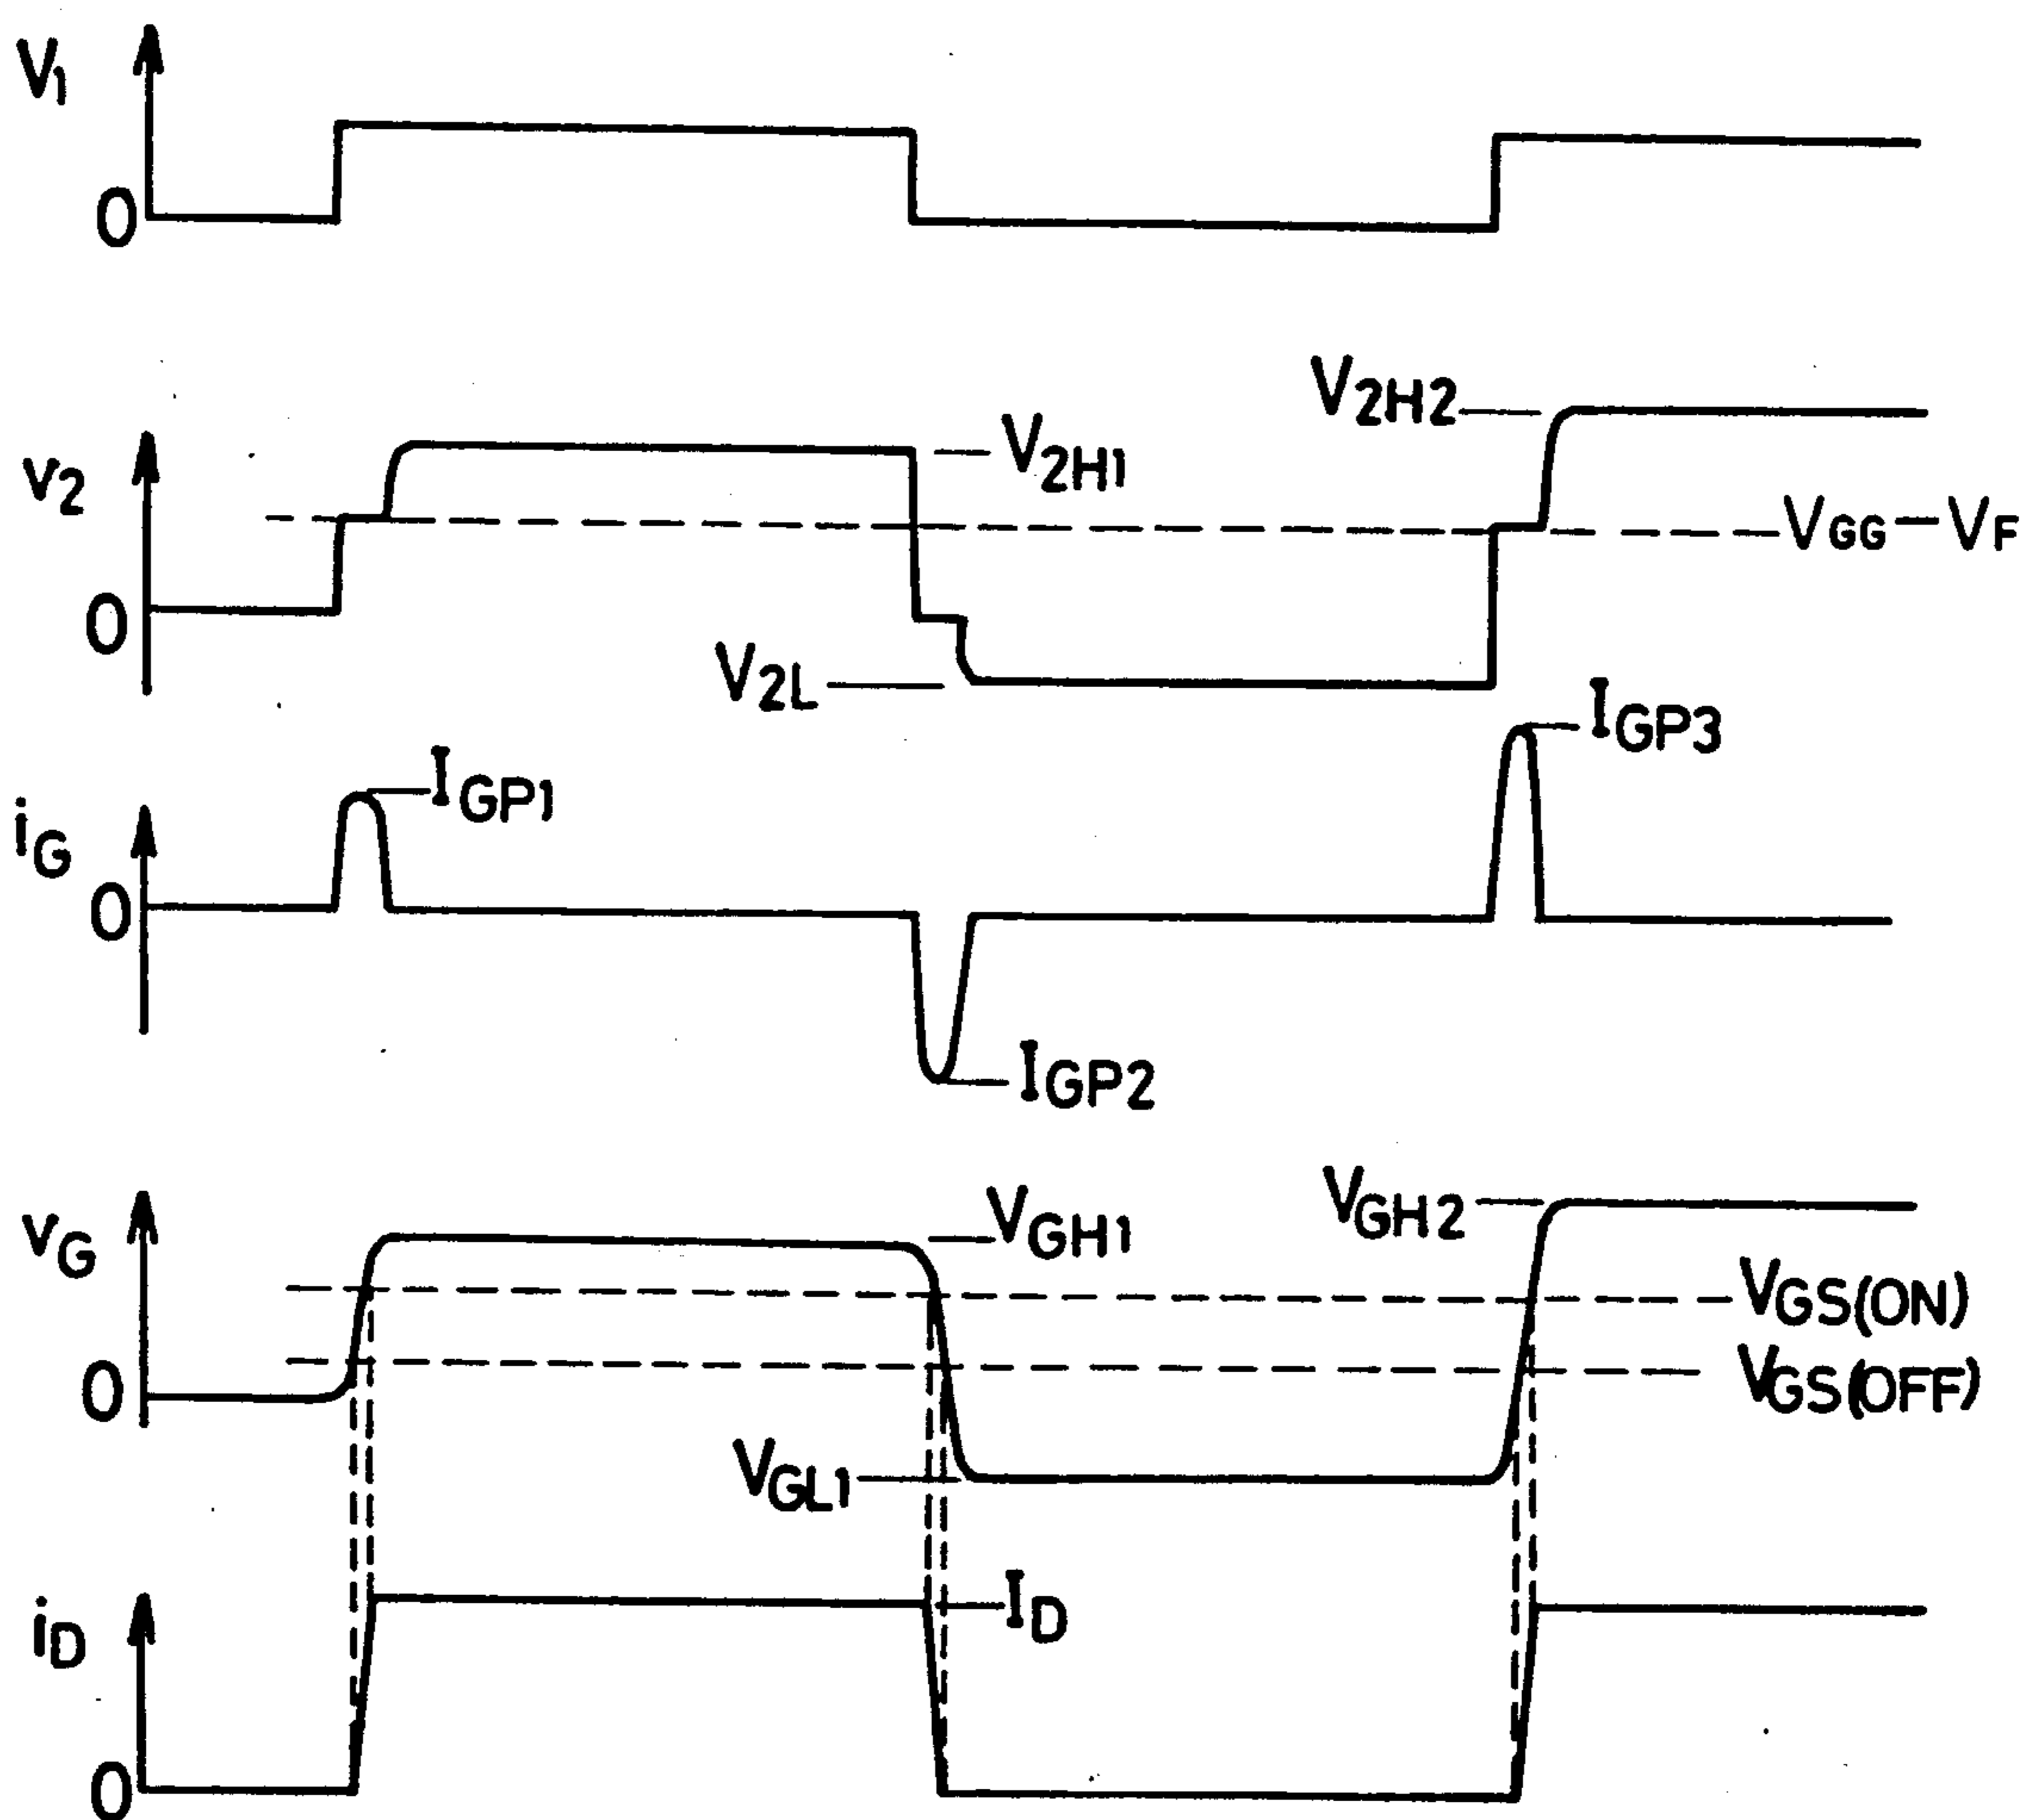 V1
0
V2H2
V2H1
v2
VGG – VF
0
V2L
IGP3
IGP1
iG
0
IGP2
VGH1
VGH2
vG
VGS(ON)
VGS(OFF)
0
VGL1
ID
iD
0